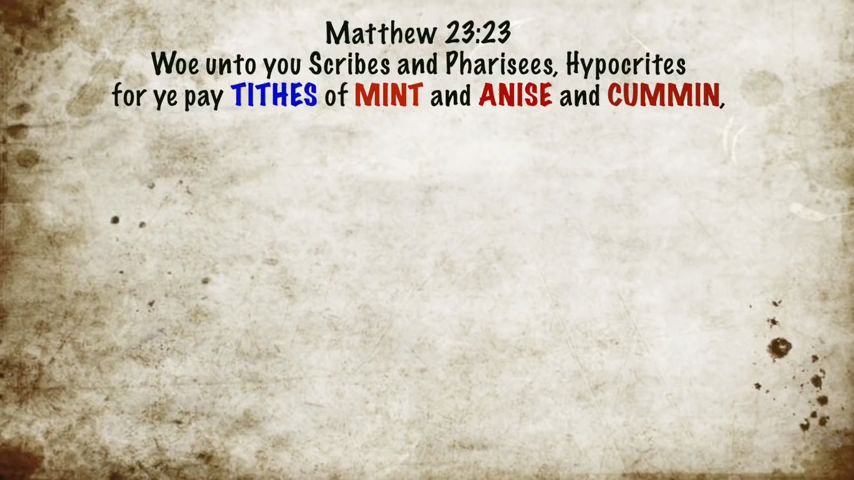 Matthew 23:23
Woe unto you Scribes and Pharisees, Hypocrites
for ye pay TITHES of MINT and ANISE and CUMMIN,